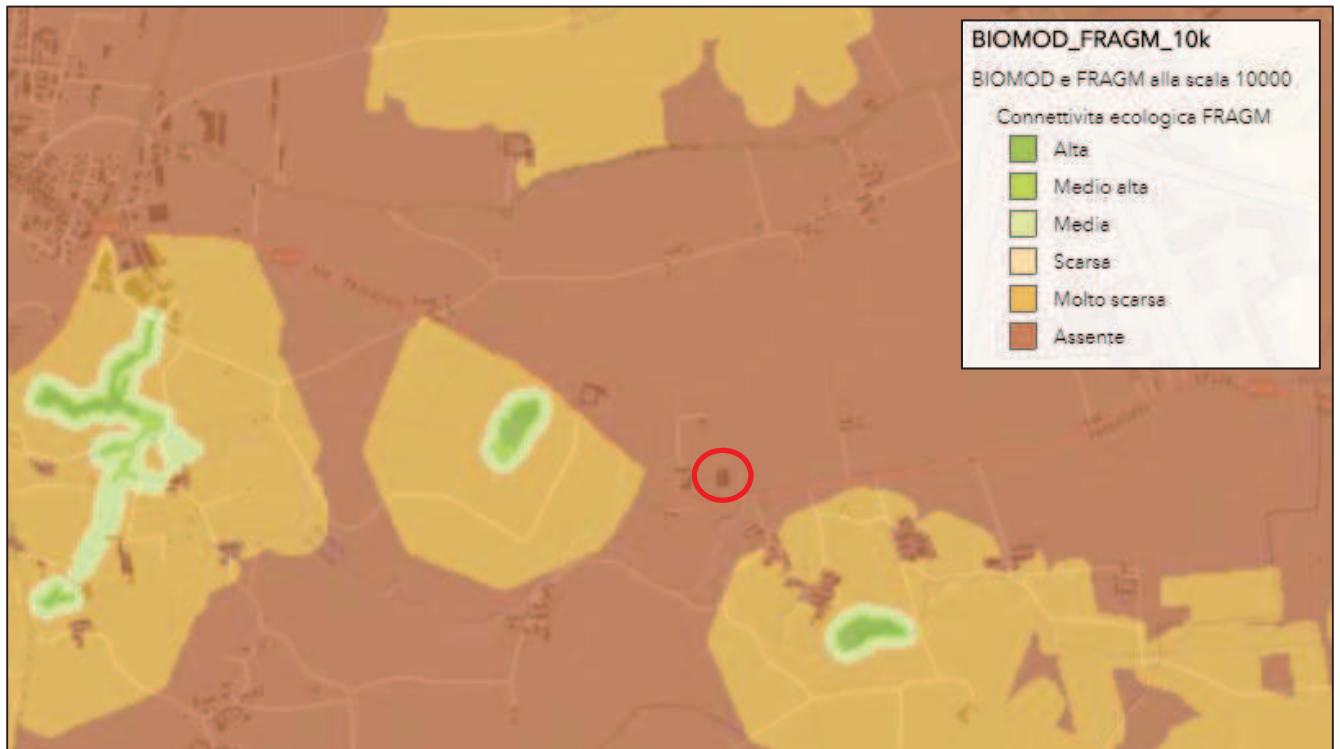 BIOMOD_FRAGM_10k
BIOMOD e FRAGM alla scala 10000
Connettivita ecologica FRAGM
Alta
Medio alta
Media
Scarsa
Molto scarsa
Assente